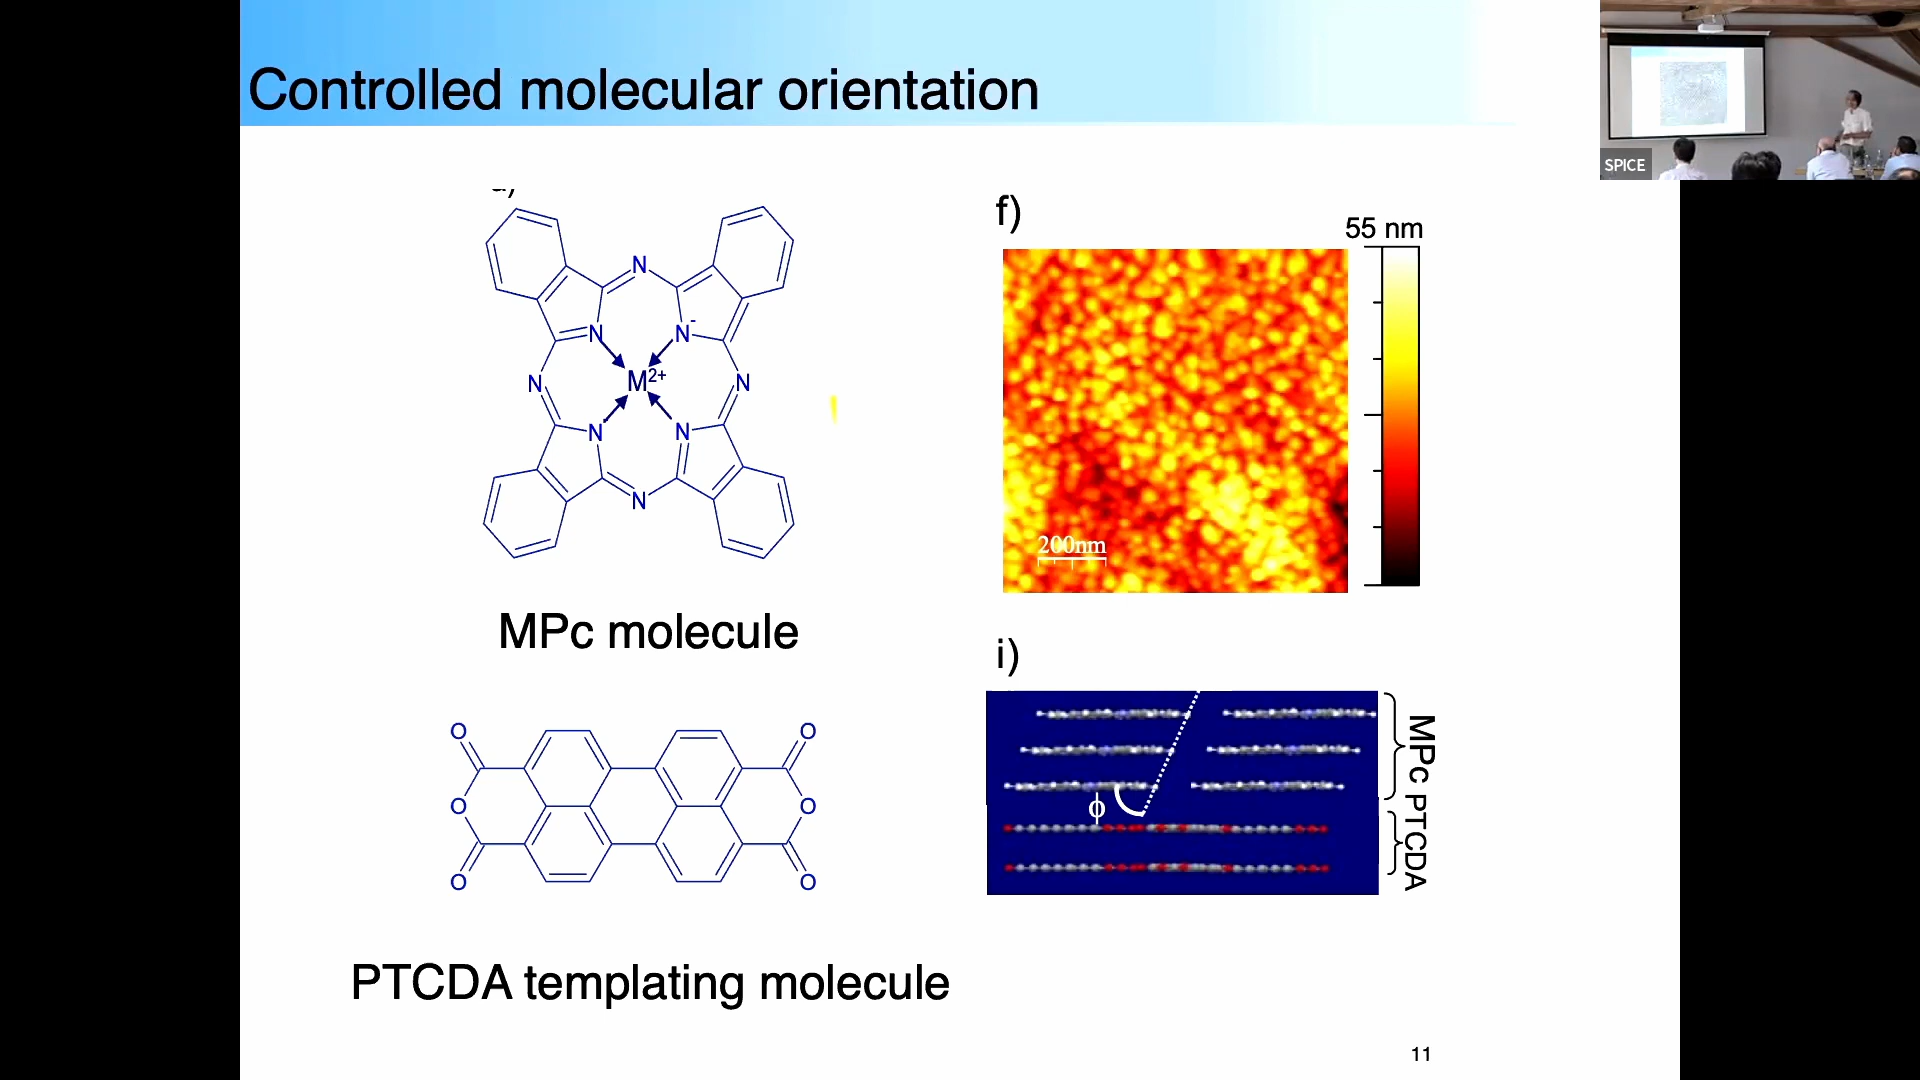 Controlled molecular orientation
SPICE
N
N
N -
M2+
N
N
N
N
N
MPc molecule
O
O
O
O
O
O
PTCDA templating molecule
f)
55 nm
200nm
i)
ϕ
MPc
PTCDA
11